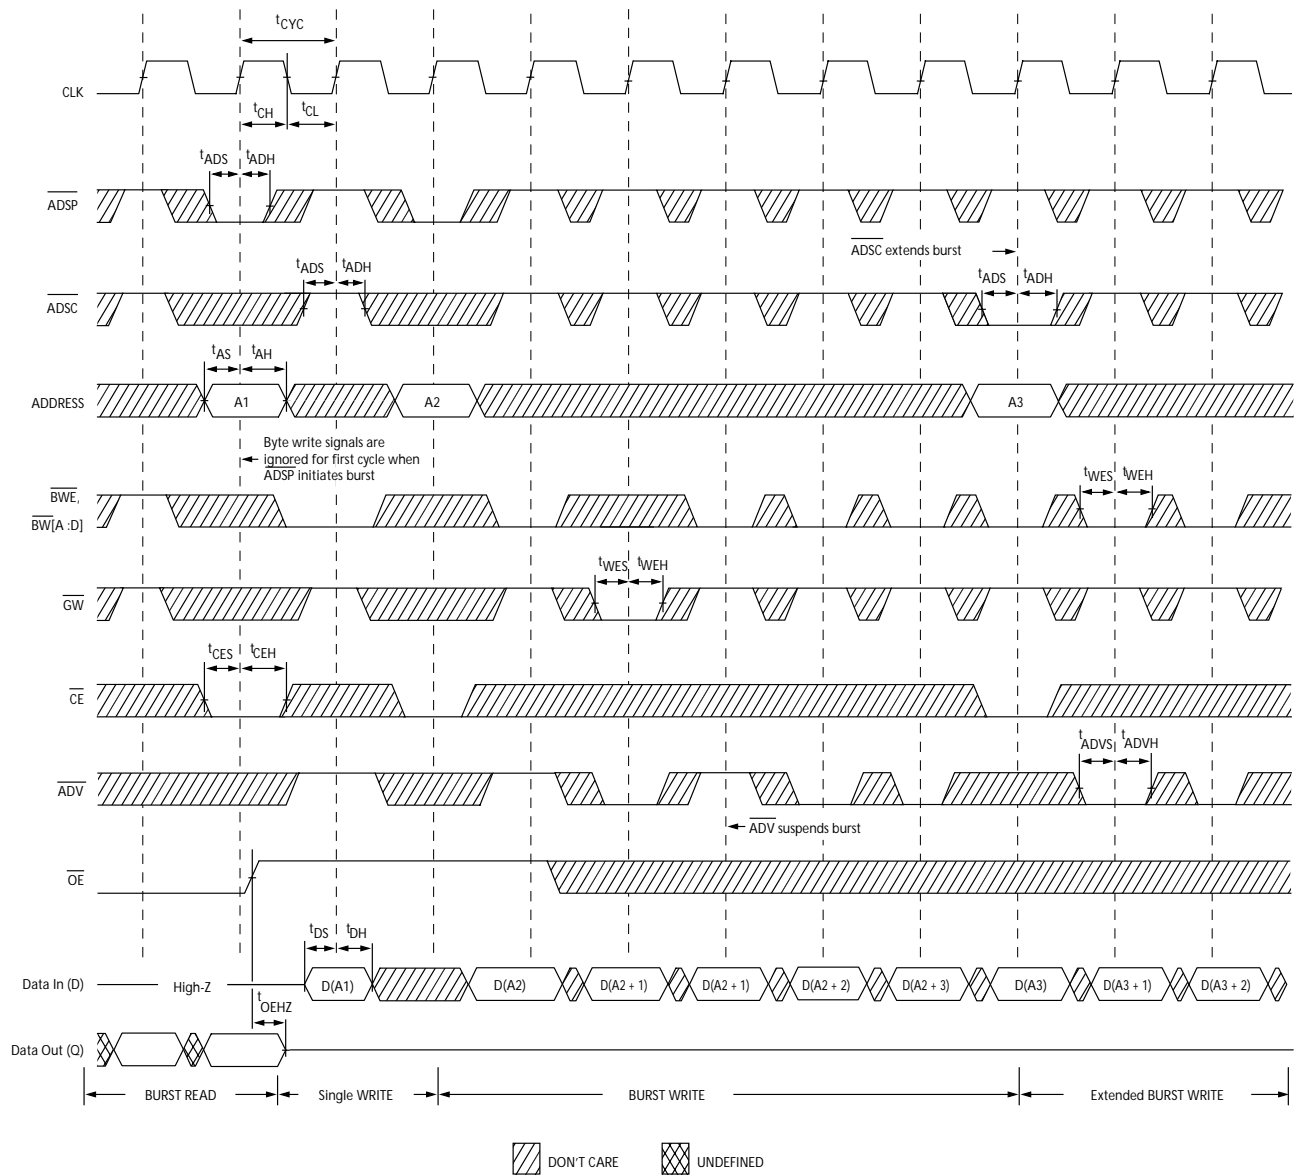 tCYC
CLK
tCH
tCL
tADS
tADH
ADSP
ADSC extends burst
tADS
tADH
tADS
tADH
ADSC
tAS
tAH
ADDRESS
A1
A2
A3
Byte write signals are
ignored for first cycle when
ADSP initiates burst
BWE,
BW[A :D]
tWES
tWEH
tWES
tWEH
GW
tCES
tCEH
CE
tADVS
tADVH
ADV
ADV suspends burst
OE
tDS
tDH
Data In (D)
High-Z
D(A1)
D(A2)
D(A2 + 1)
D(A2 + 1)
D(A2 + 2)
D(A2 + 3)
D(A3)
D(A3 + 1)
D(A3 + 2)
tOEHZ
Data Out (Q)
BURST READ
Single WRITE
BURST WRITE
Extended BURST WRITE
DON'T CARE
UNDEFINED